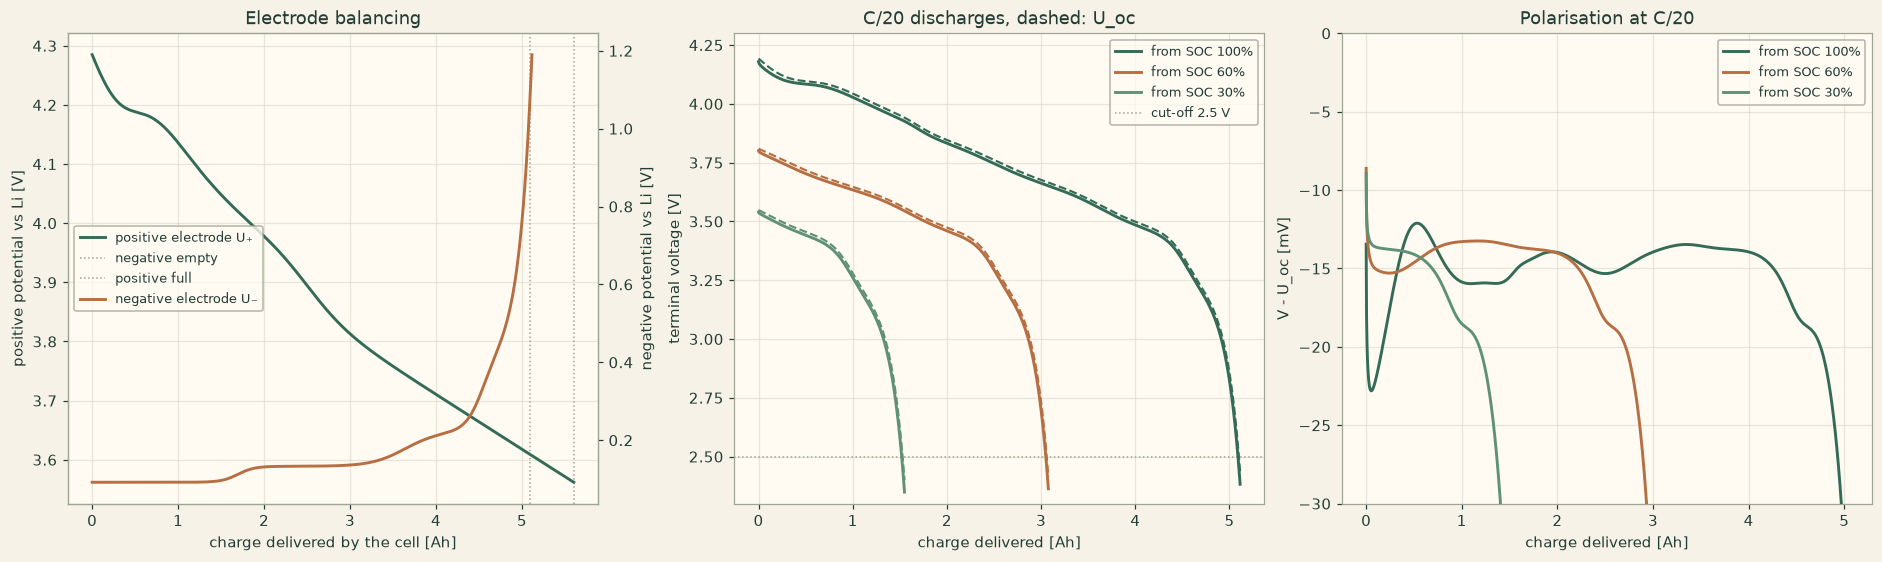 Electrode balancing
positive potential vs Li [V]
4.3
4.2
4.1
4.0
3.9
3.8
3.7
3.6
positive electrode U₊
negative empty
positive full
negative electrode U₋
1.2
1.0
0.8
0.6
0.4
0.2
negative potential vs Li [V]
0 1 2 3 4 5
charge delivered by the cell [Ah]
C/20 discharges, dashed: U_oc
terminal voltage [V]
4.25
4.00
3.75
3.50
3.25
3.00
2.75
2.50
from SOC 100%
from SOC 60%
from SOC 30%
cut-off 2.5 V
0 1 2 3 4 5
charge delivered [Ah]
Polarisation at C/20
V - U_oc [mV]
0
−5
−10
−15
−20
−25
−30
from SOC 100%
from SOC 60%
from SOC 30%
0 1 2 3 4 5
charge delivered [Ah]